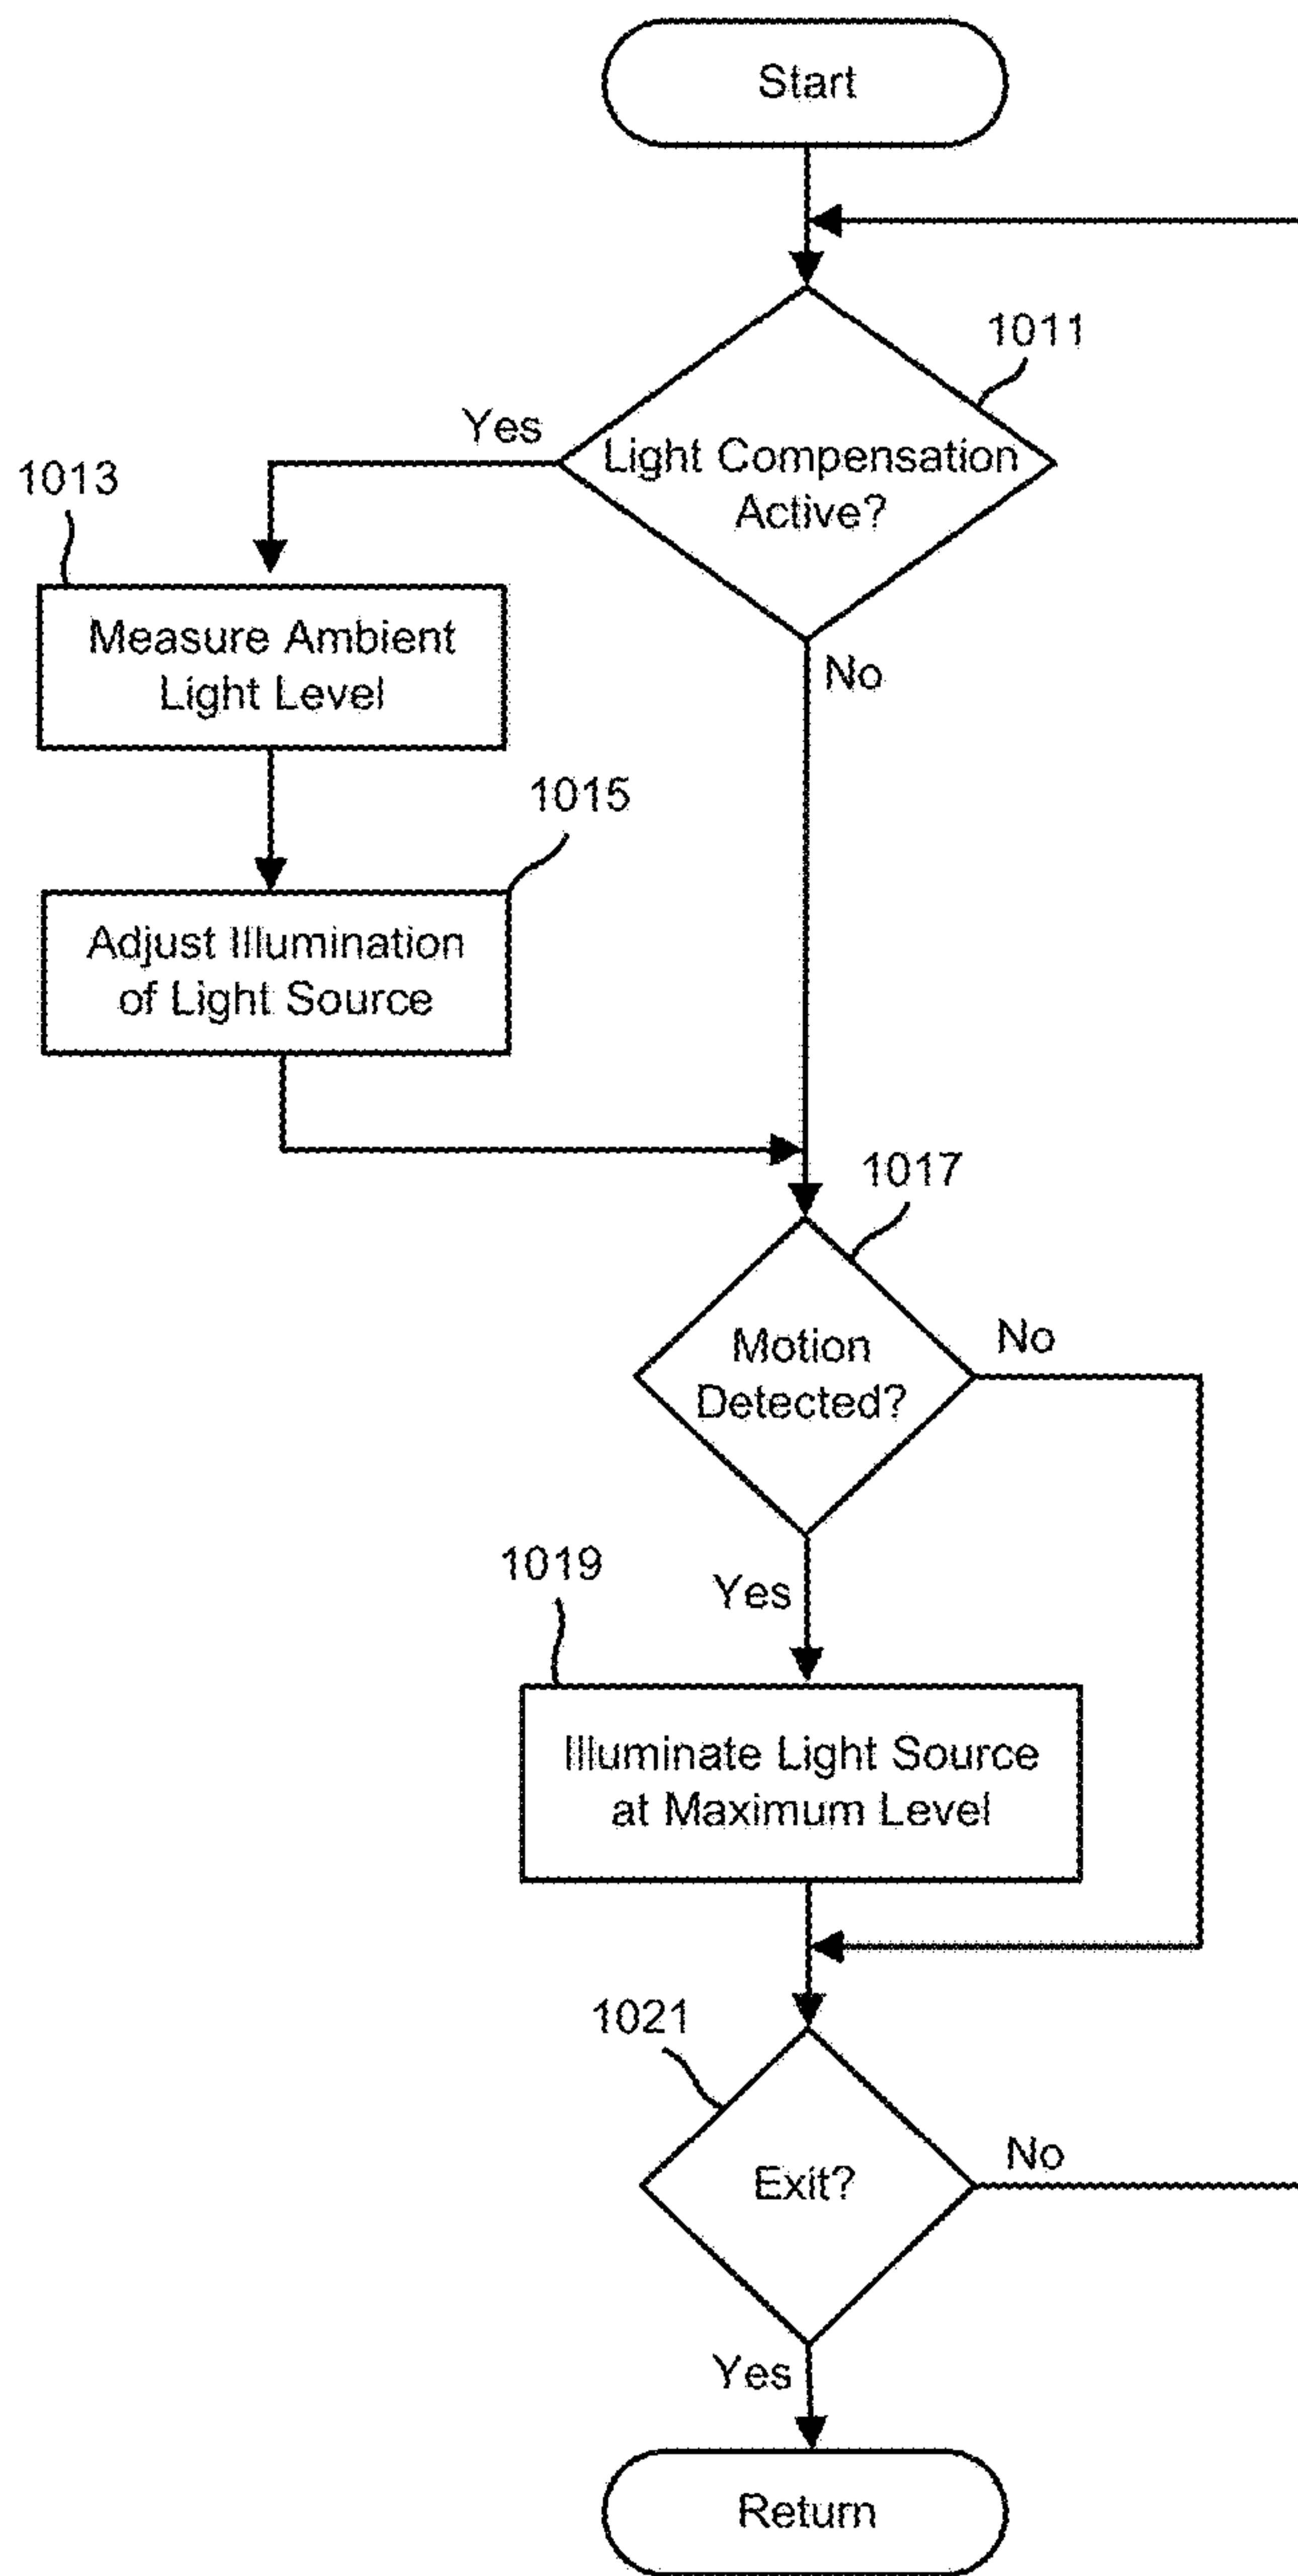 Start
1011
Yes
Light Compensation
Active?
1013
Measure Ambient
Light Level
No
1015
Adjust Illumination
of Light Source
1017
Motion
Detected?
No
1019
Yes
Illuminate Light Source
at Maximum Level
1021
Exit?
No
Yes
Return